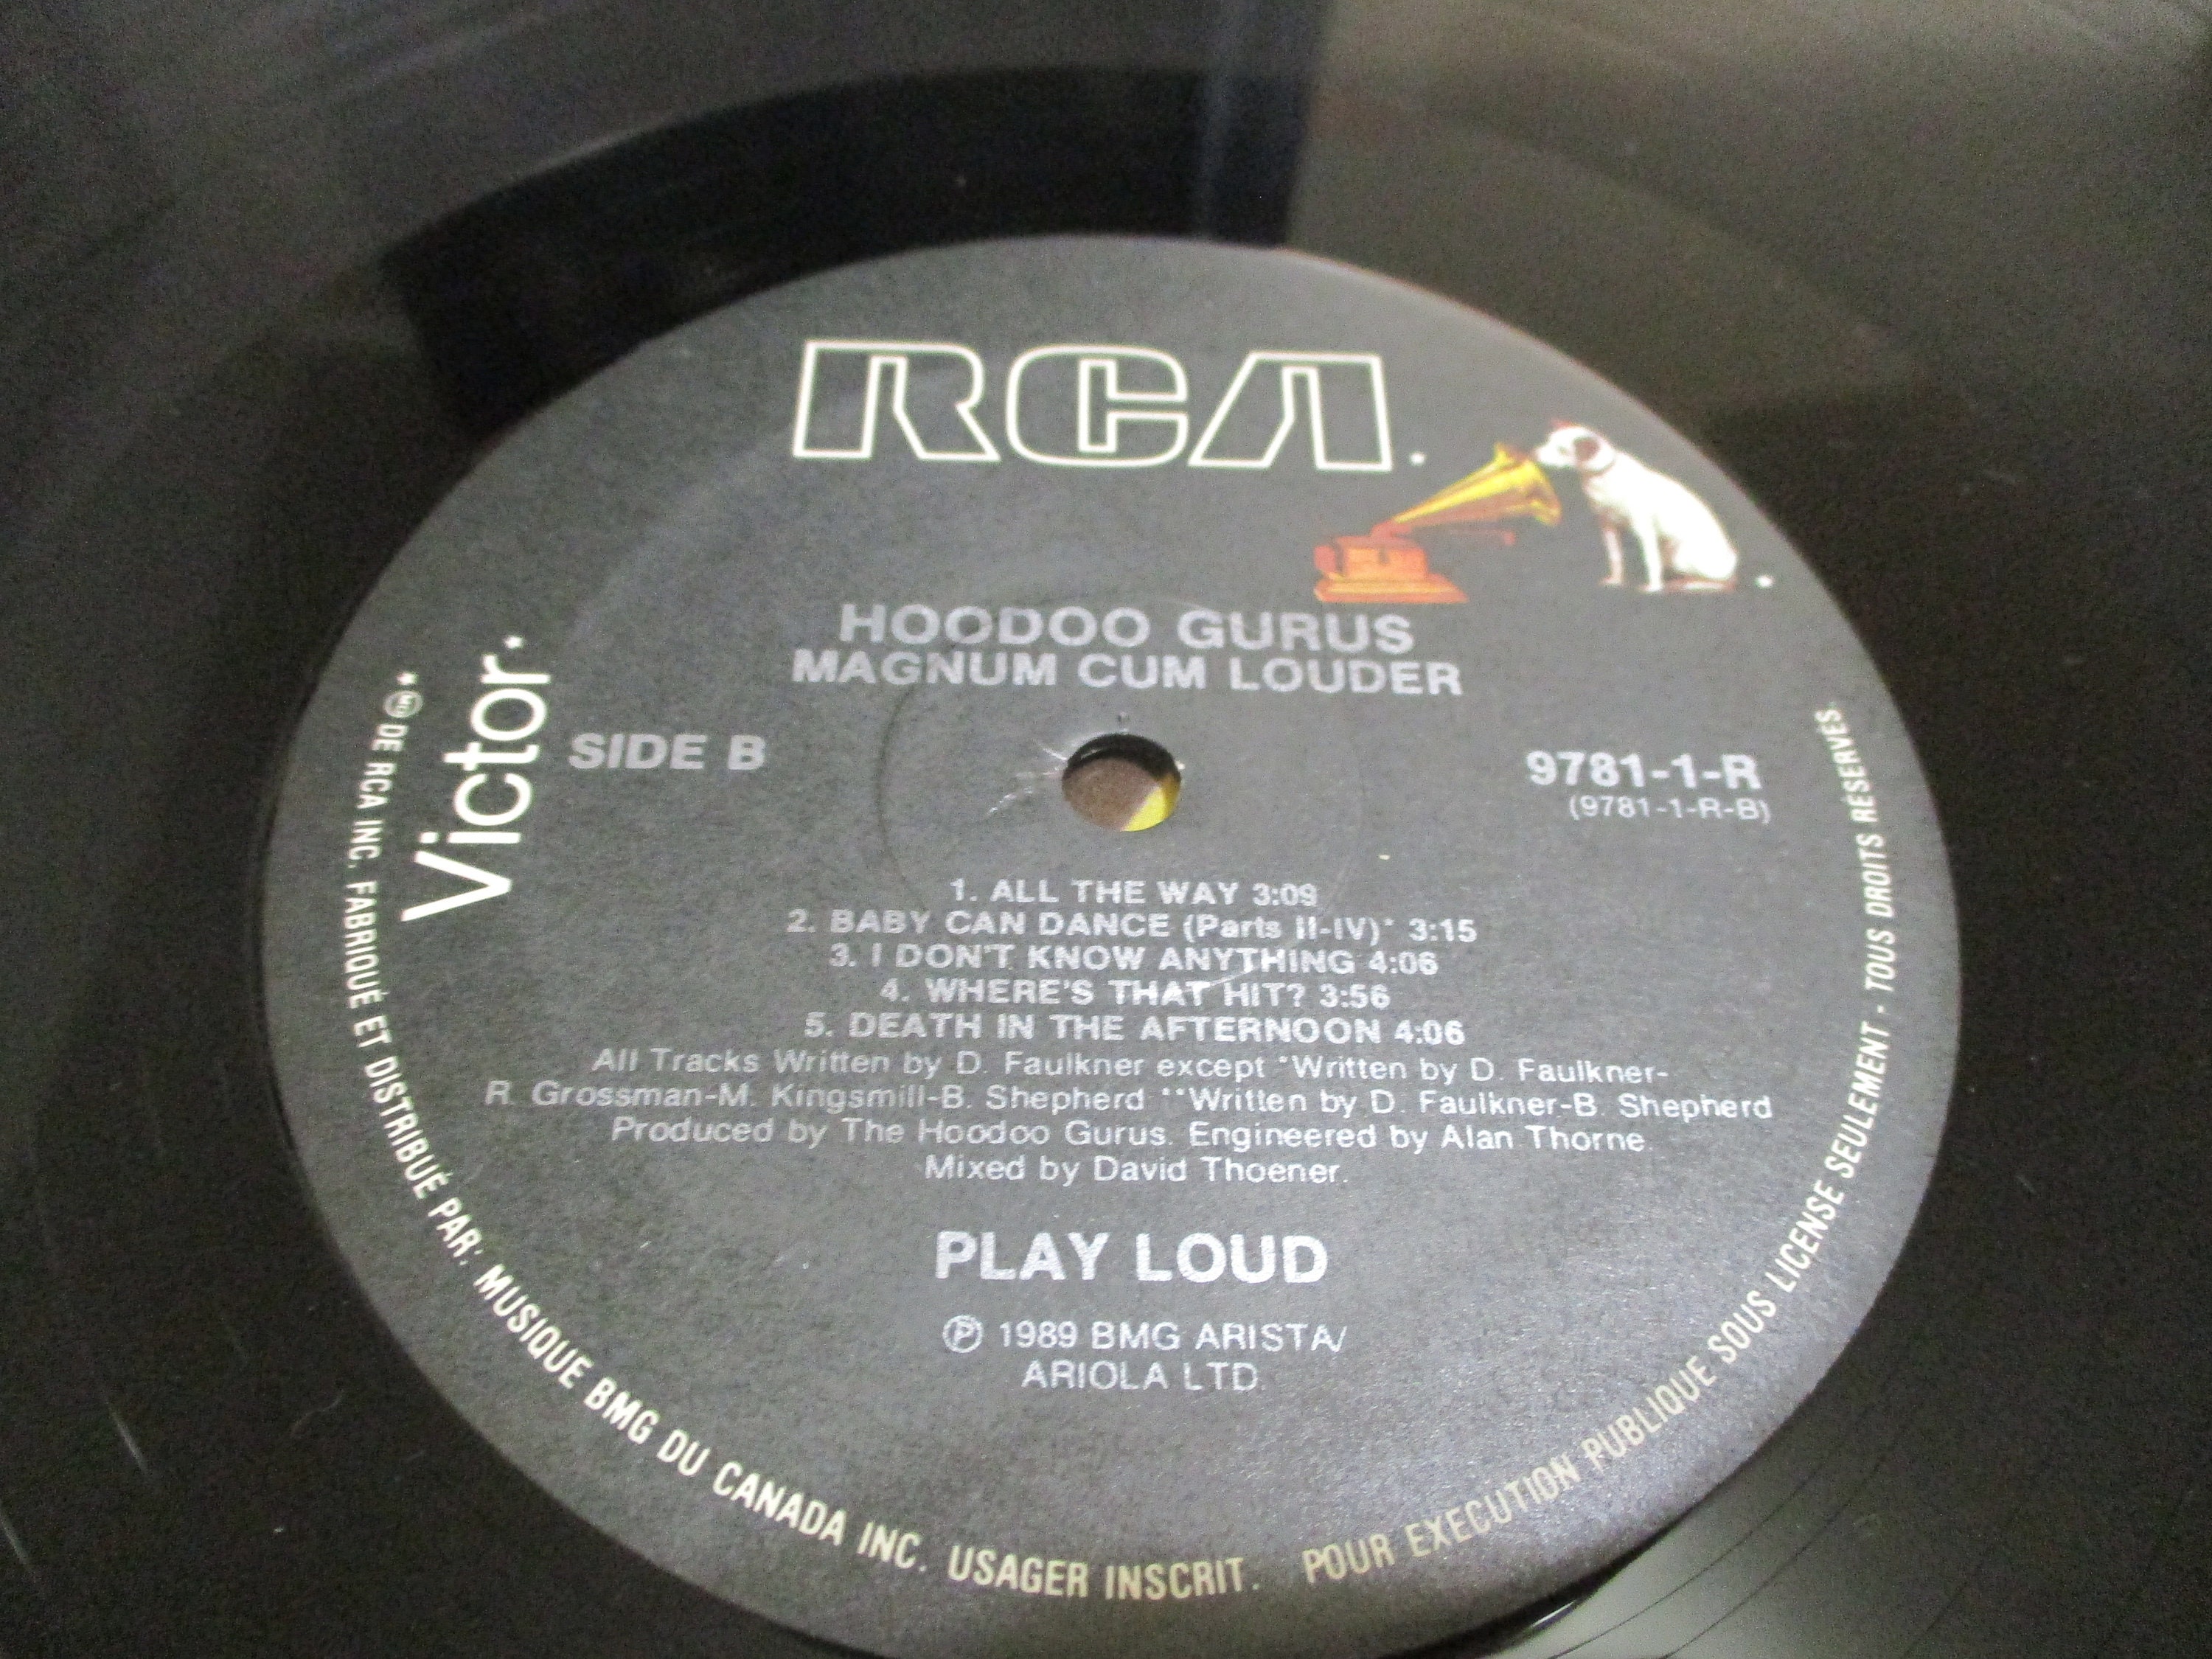 RCA.
HOODOO GURUS
MAGNUM CUM LOUDER
Victor.
SIDE B
9781-1-R
(9781-1-R-B)
1. ALL THE WAY 3:09
2. BABY CAN DANCE (Parts II-IV)* 3:15
3. I DON'T KNOW ANYTHING 4:06
4. WHERE'S THAT HIT? 3:56
5. DEATH IN THE AFTERNOON 4:06
All Tracks Written by D. Faulkner except *Written by D. Faulkner-
R. Grossman-M. Kingsmill-B. Shepherd **Written by D. Faulkner-B. Shepherd
Produced by The Hoodoo Gurus. Engineered by Alan Thorne.
Mixed by David Thoener.
PLAY LOUD
℗ 1989 BMG ARISTA/
ARIOLA LTD.
* DE RCA INC. FABRIQUÉ ET DISTRIBUÉ PAR: MUSIQUE BMG DU CANADA INC. USAGER INSCRIT. POUR EXECUTION PUBLIQUE SOUS LICENSE SEULEMENT - TOUS DROITS RÉSERVÉS.